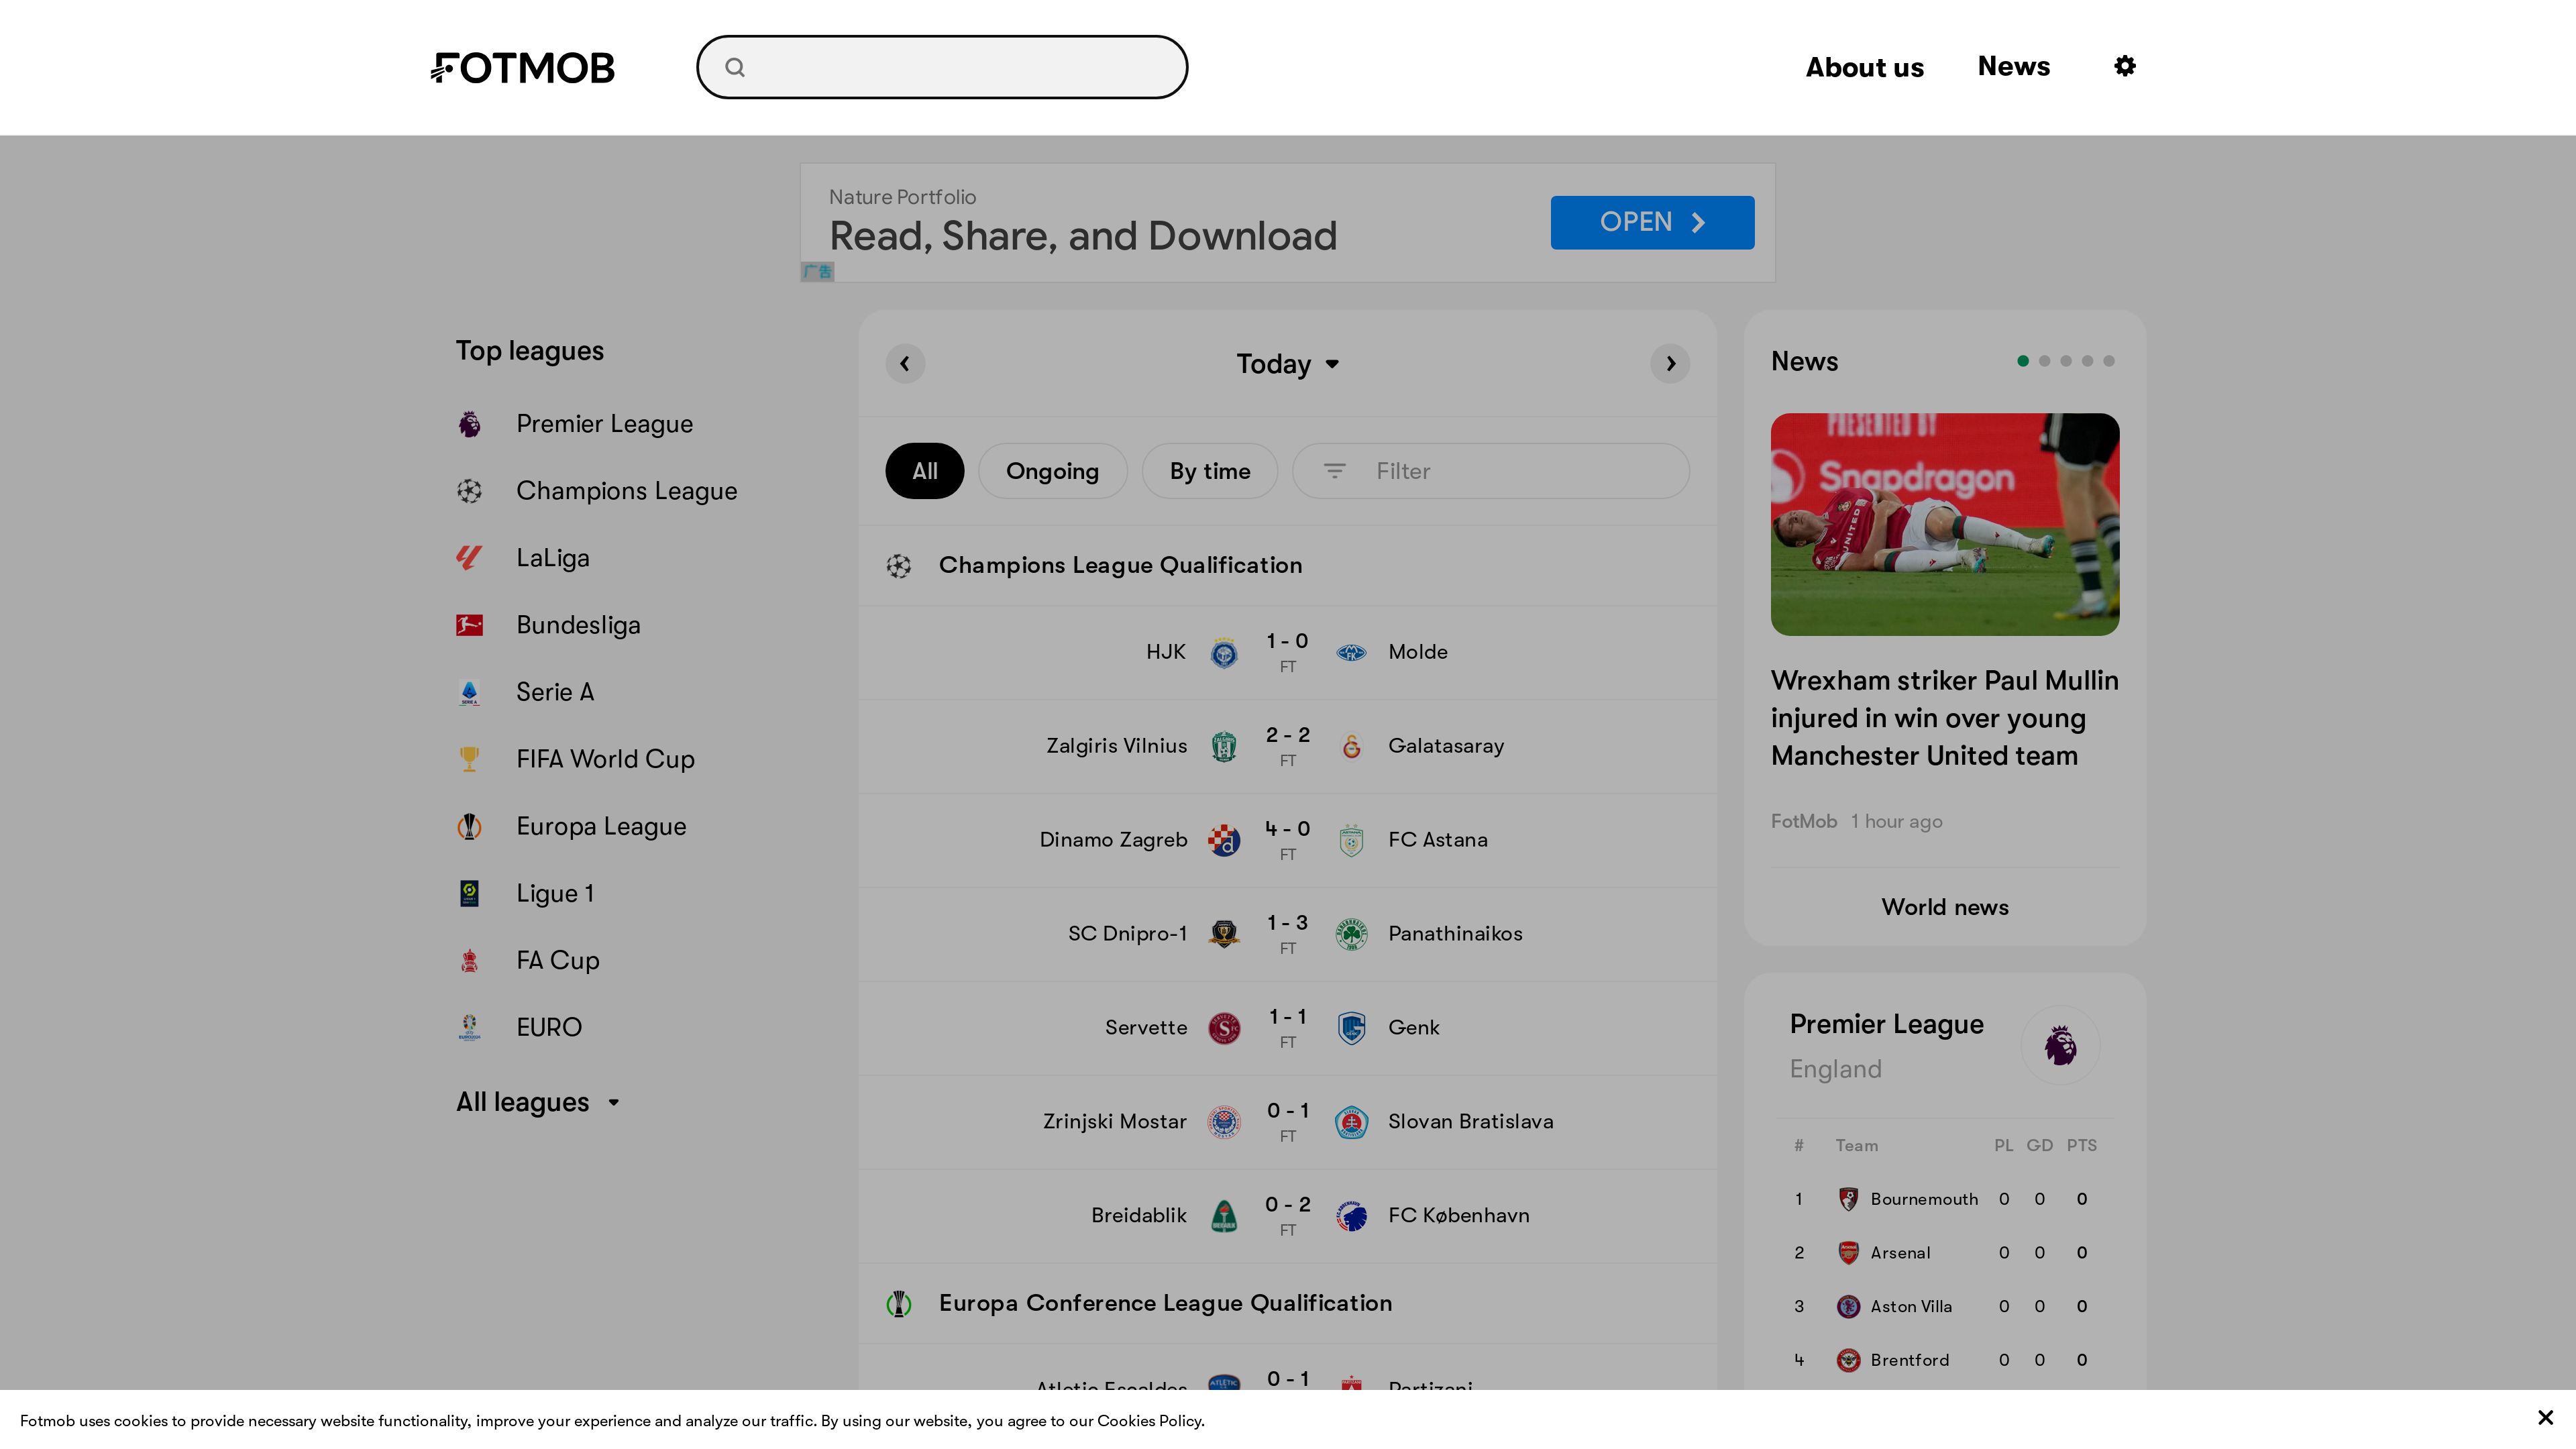 FOTMOB
About us
News
Nature Portfolio
Read, Share, and Download
OPEN
广告
Top leagues
Premier League
Champions League
LaLiga
Bundesliga
Serie A
FIFA World Cup
Europa League
Ligue 1
FA Cup
EURO
All leagues
Today
All
Ongoing
By time
Filter
Champions League Qualification
HJK 1 - 0 Molde
FT
Zalgiris Vilnius 2 - 2 Galatasaray
FT
Dinamo Zagreb 4 - 0 FC Astana
FT
SC Dnipro-1 1 - 3 Panathinaikos
FT
Servette 1 - 1 Genk
FT
Zrinjski Mostar 0 - 1 Slovan Bratislava
FT
Breidablik 0 - 2 FC København
FT
Europa Conference League Qualification
Atletic Escaldes 0 - 1 Partizani
News
PRESENTED BY
Snapdragon
UNITED
Wrexham striker Paul Mullin
injured in win over young
Manchester United team
FotMob 1 hour ago
World news
Premier League
England
# Team PL GD PTS
1 Bournemouth 0 0 0
2 Arsenal 0 0 0
3 Aston Villa 0 0 0
4 Brentford 0 0 0
Fotmob uses cookies to provide necessary website functionality, improve your experience and analyze our traffic. By using our website, you agree to our Cookies Policy.